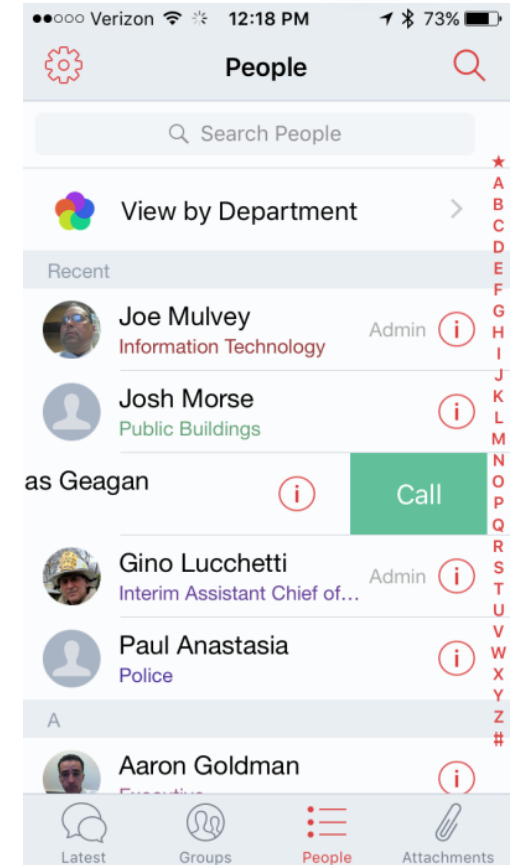 Verizon 12:18 PM 73%
People
Search People
View by Department
Recent
Joe Mulvey
Information Technology
Admin
Josh Morse
Public Buildings
as Geagan
Call
Gino Lucchetti
Interim Assistant Chief of...
Admin
Paul Anastasia
Police
A
Aaron Goldman
Executive
★
A
B
C
D
E
F
G
H
I
J
K
L
M
N
O
P
Q
R
S
T
U
V
W
X
Y
Z
#
Latest
Groups
People
Attachments